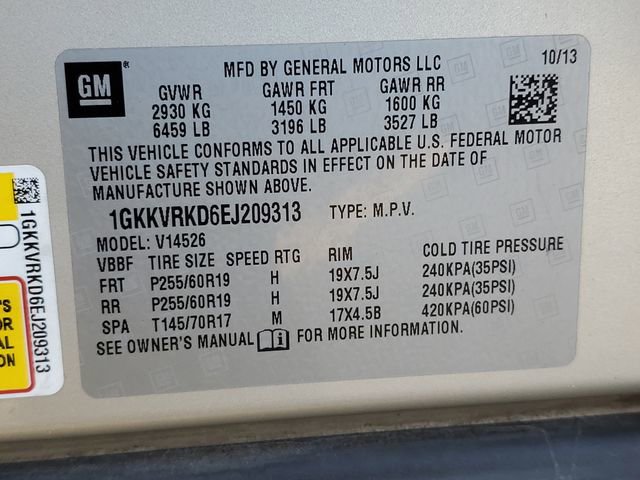 GM
®
MFD BY GENERAL MOTORS LLC
10/13
GVWR GAWR FRT GAWR RR
2930 KG 1450 KG 1600 KG
6459 LB 3196 LB 3527 LB
THIS VEHICLE CONFORMS TO ALL APPLICABLE U.S. FEDERAL MOTOR
VEHICLE SAFETY STANDARDS IN EFFECT ON THE DATE OF
MANUFACTURE SHOWN ABOVE.
1GKKVRKD6EJ209313 TYPE: M.P.V.
MODEL: V14526
VBBF TIRE SIZE SPEED RTG RIM COLD TIRE PRESSURE
FRT P255/60R19 H 19X7.5J 240KPA(35PSI)
RR P255/60R19 H 19X7.5J 240KPA(35PSI)
SPA T145/70R17 M 17X4.5B 420KPA(60PSI)
SEE OWNER'S MANUAL i FOR MORE INFORMATION.
1GKKVRKD6EJ209313
'S
OR
AL
ON